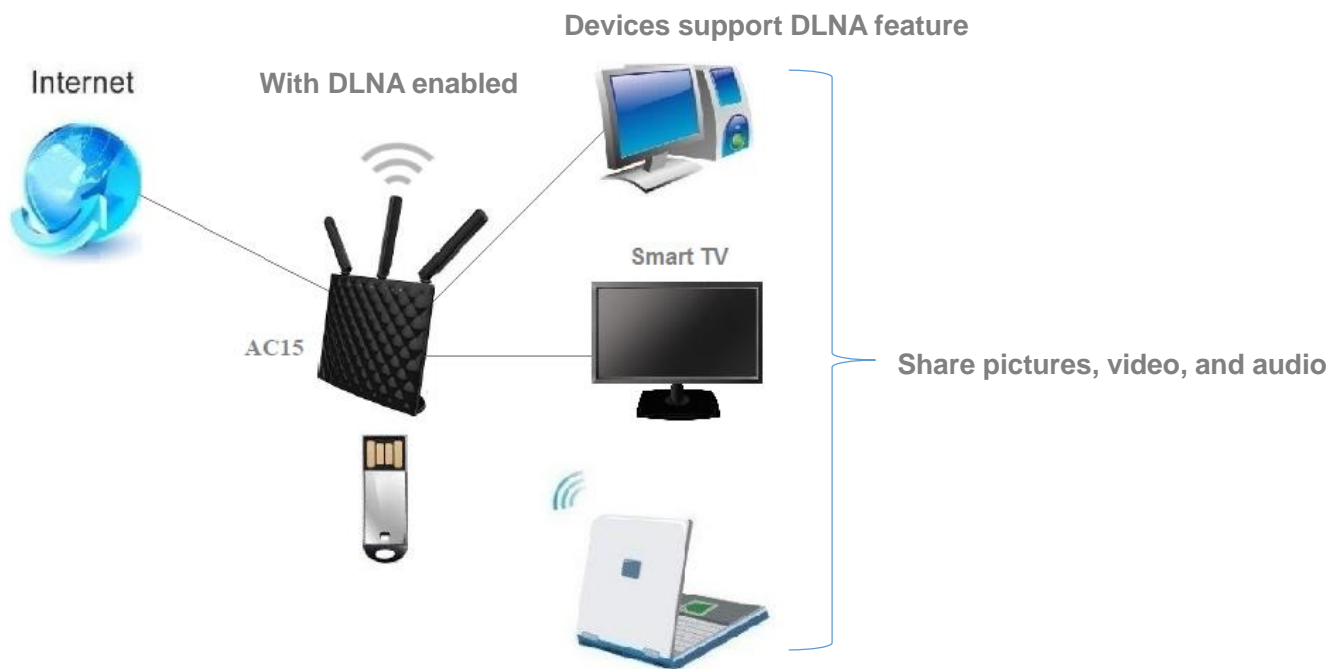 Devices support DLNA feature
Internet
With DLNA enabled
Smart TV
AC15
Share pictures, video, and audio